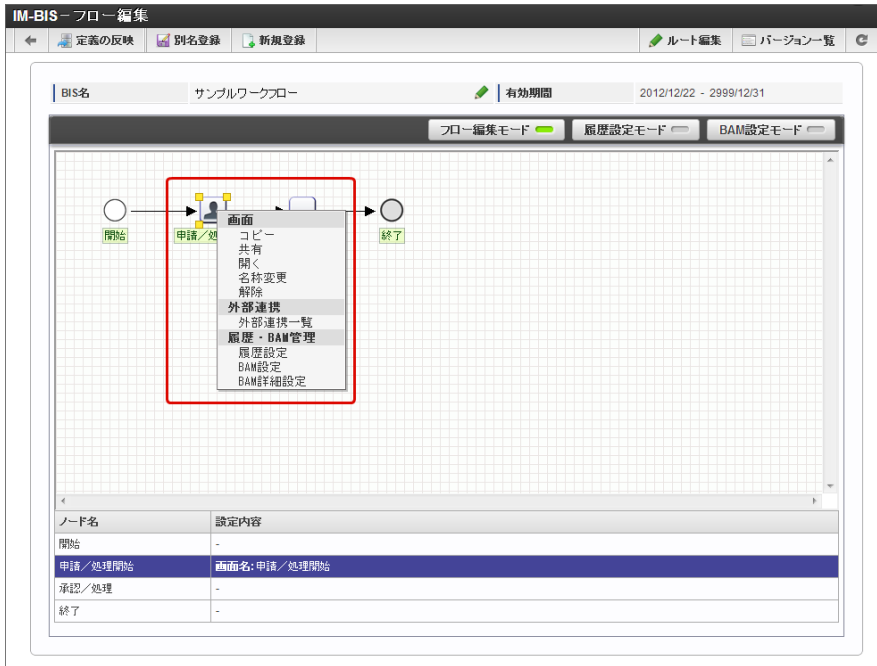 IM-BIS－フロー編集
定義の反映 別名登録 新規登録 ルート編集 バージョン一覧
BIS名 サンプルワークフロー 有効期間 2012/12/22 - 2999/12/31
フロー編集モード 履歴設定モード BAM設定モード
開始 申請／処 終了
画面
コピー
共有
開く
名称変更
解除
外部連携
外部連携一覧
履歴・BAM管理
履歴設定
BAM設定
BAM詳細設定
ノード名 設定内容
開始 -
申請／処理開始 画面名:申請／処理開始
承認／処理 -
終了 -